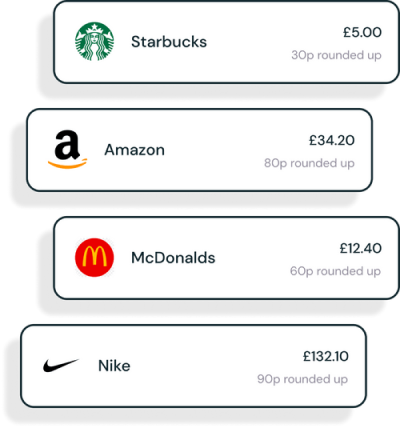 Starbucks
£5.00
30p rounded up
a
Amazon
£34.20
80p rounded up
McDonalds
£12.40
60p rounded up
Nike
£132.10
90p rounded up